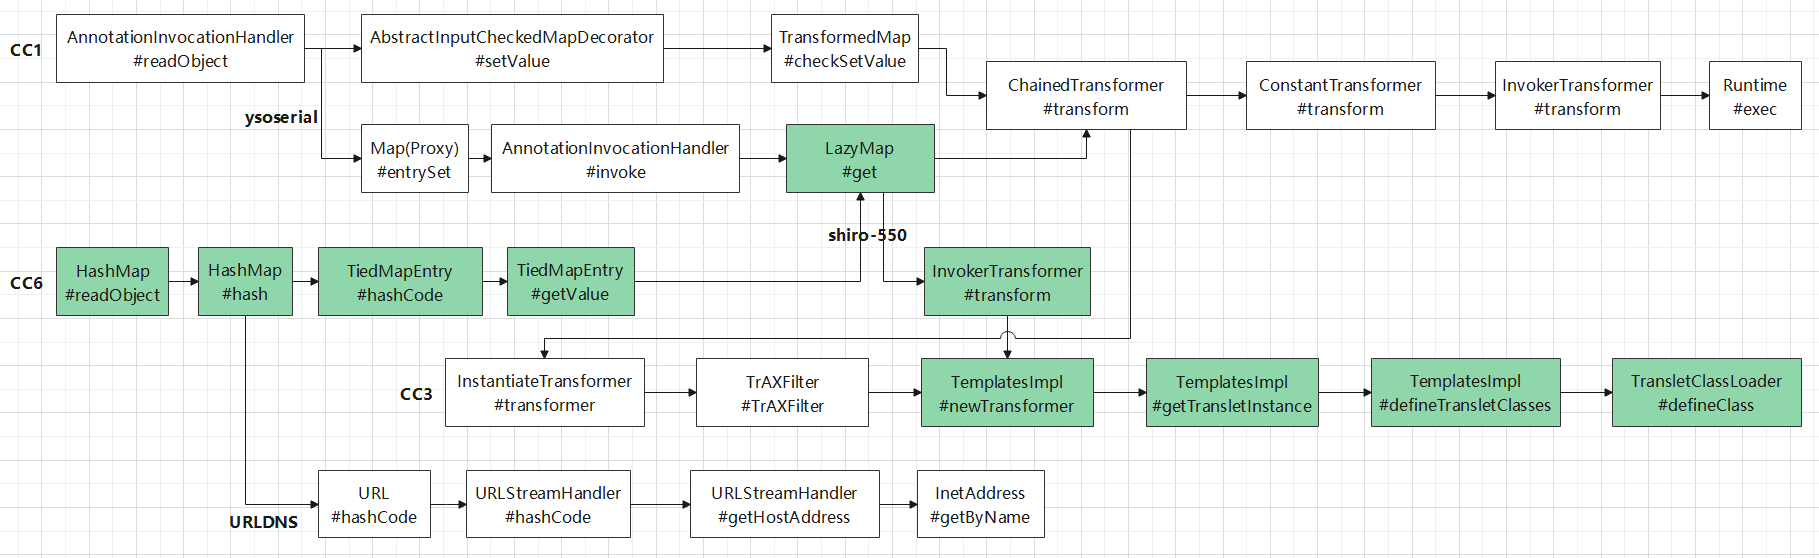 CC1
AnnotationInvocationHandler
#readObject
AbstractInputCheckedMapDecorator
#setValue
TransformedMap
#checkSetValue
ChainedTransformer
#transform
ConstantTransformer
#transform
InvokerTransformer
#transform
Runtime
#exec
ysoserial
Map(Proxy)
#entrySet
AnnotationInvocationHandler
#invoke
LazyMap
#get
shiro-550
CC6
HashMap
#readObject
HashMap
#hash
TiedMapEntry
#hashCode
TiedMapEntry
#getValue
InvokerTransformer
#transform
CC3
InstantiateTransformer
#transformer
TrAXFilter
#TrAXFilter
TemplatesImpl
#newTransformer
TemplatesImpl
#getTransletInstance
TemplatesImpl
#defineTransletClasses
TransletClassLoader
#defineClass
URLDNS
URL
#hashCode
URLStreamHandler
#hashCode
URLStreamHandler
#getHostAddress
InetAddress
#getByName